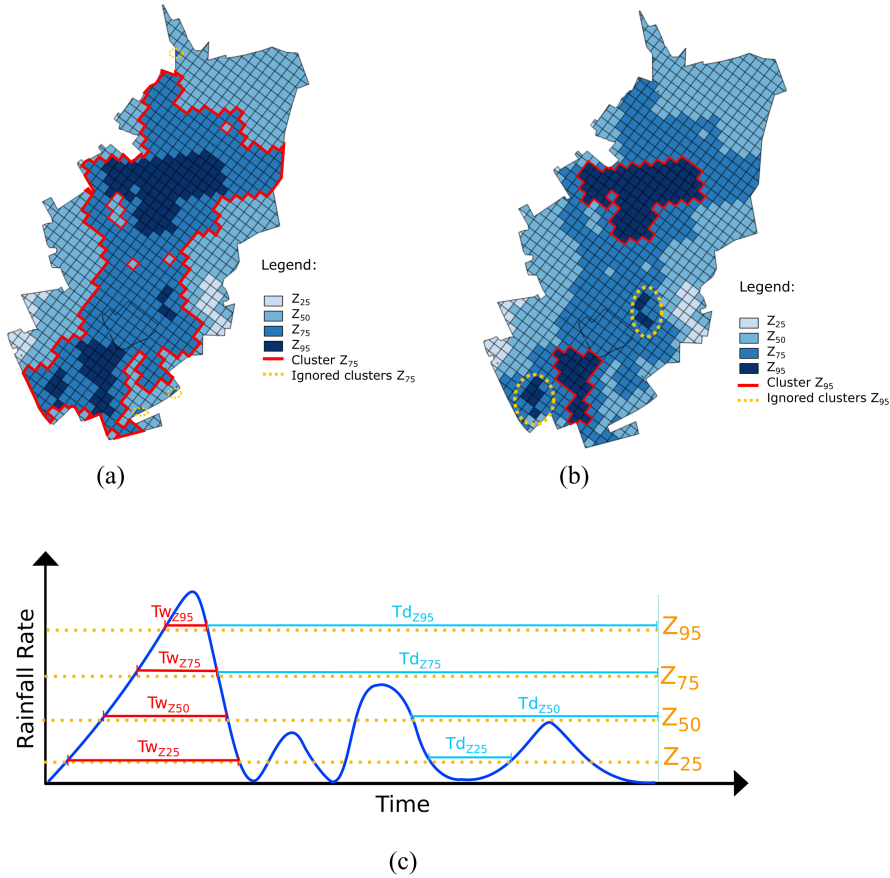 Legend:
Z25
Z50
Z75
Z95
Cluster Z75
Ignored clusters Z75
(a)
Legend:
Z25
Z50
Z75
Z95
Cluster Z95
Ignored clusters Z95
(b)
Rainfall Rate
TwZ95
TdZ95
Z95
TwZ75
TdZ75
Z75
TwZ50
TdZ50
Z50
TwZ25
TdZ25
Z25
Time
(c)